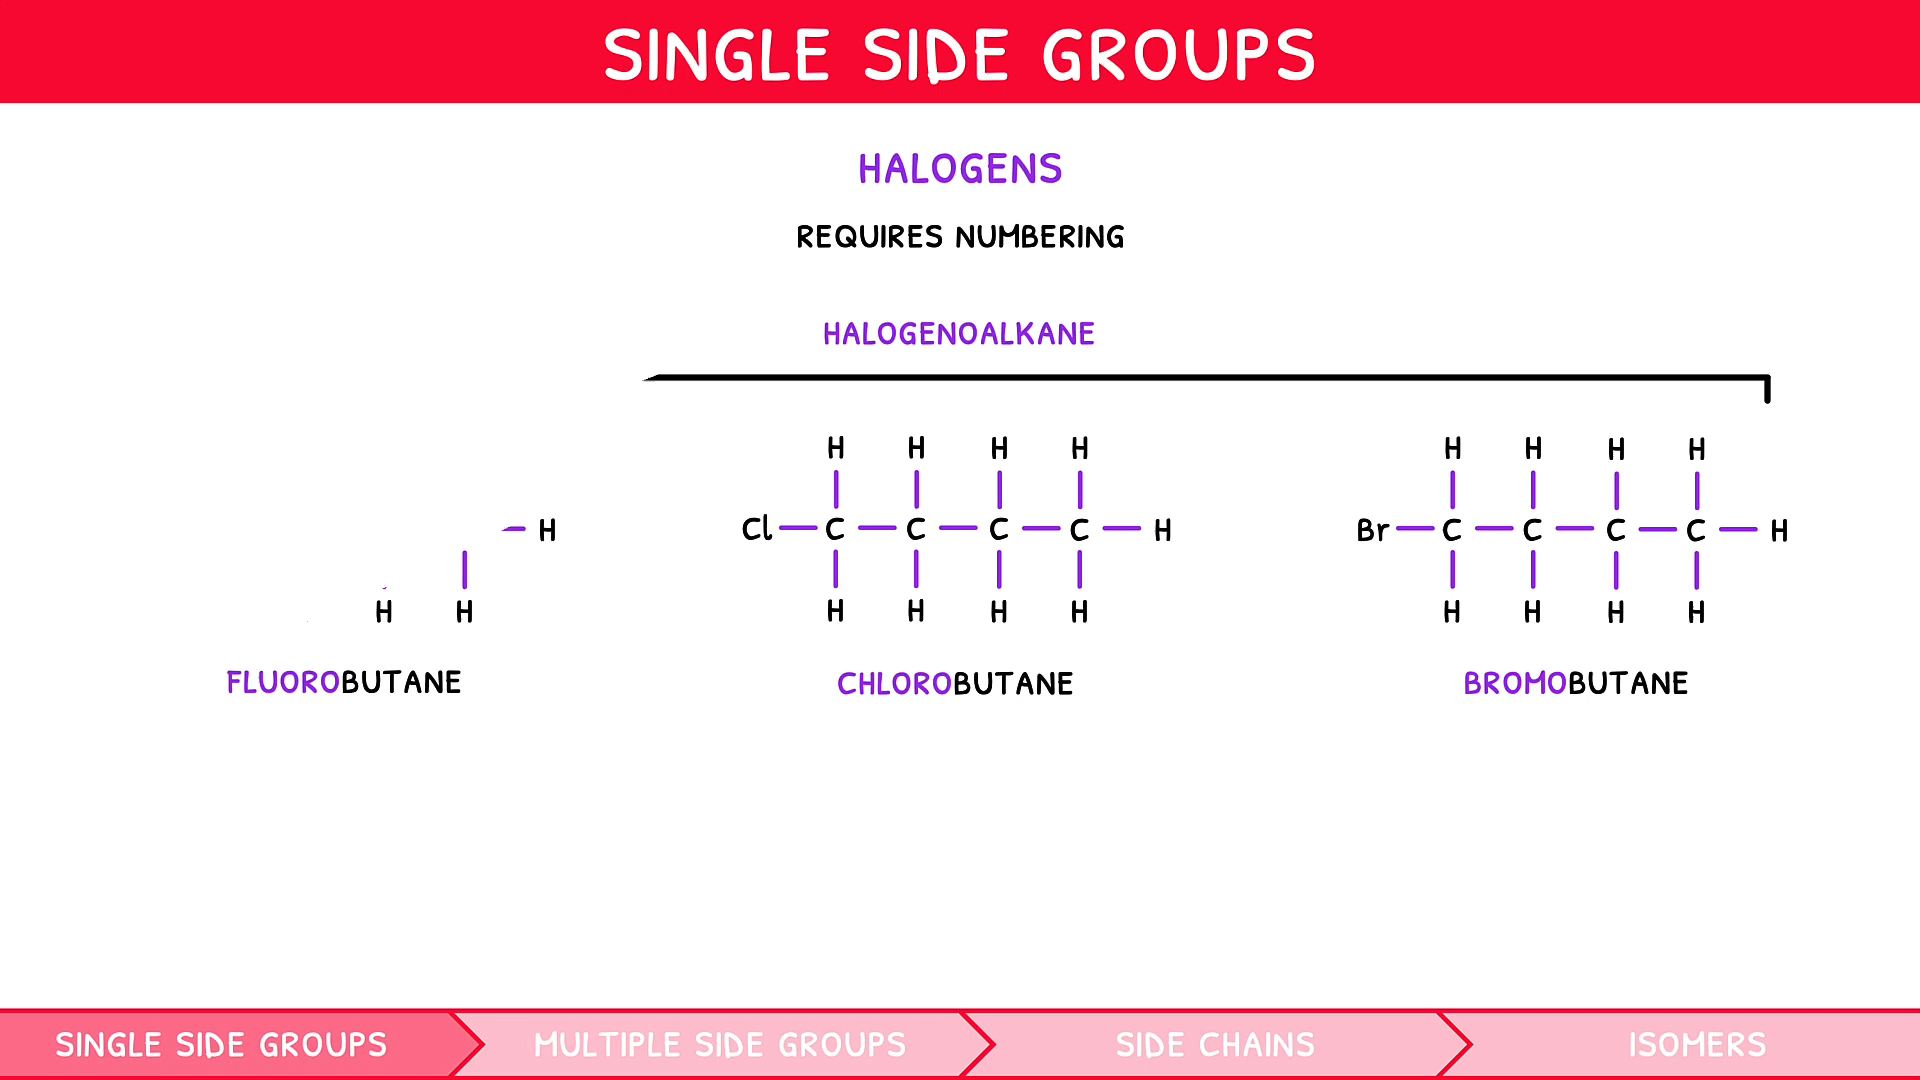 SINGLE SIDE GROUPS
HALOGENS
REQUIRES NUMBERING
HALOGENOALKANE
H H H H H H H H
H Cl C C C C H Br C C C C H
H H H H H H H H H H
FLUOROBUTANE CHLOROBUTANE BROMOBUTANE
SINGLE SIDE GROUPS MULTIPLE SIDE GROUPS SIDE CHAINS ISOMERS